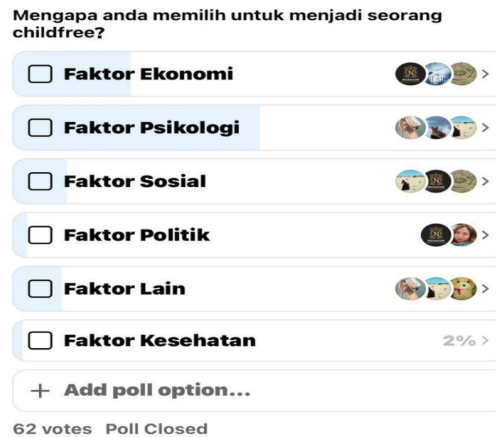 Mengapa anda memilih untuk menjadi seorang
childfree?
Faktor Ekonomi
Faktor Psikologi
Faktor Sosial
Faktor Politik
Faktor Lain
Faktor Kesehatan 2%
+ Add poll option...
62 votes Poll Closed